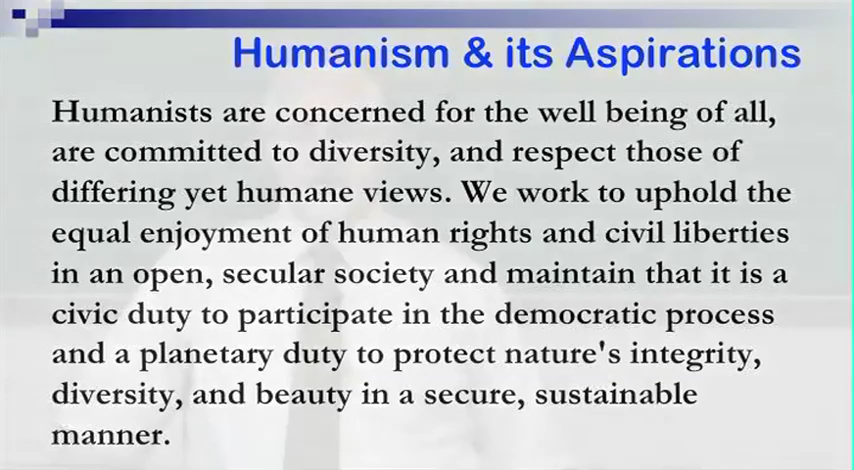 Humanism & its Aspirations
Humanists are concerned for the well being of all,
are committed to diversity, and respect those of
differing yet humane views. We work to uphold the
equal enjoyment of human rights and civil liberties
in an open, secular society and maintain that it is a
civic duty to participate in the democratic process
and a planetary duty to protect nature's integrity,
diversity, and beauty in a secure, sustainable
manner.